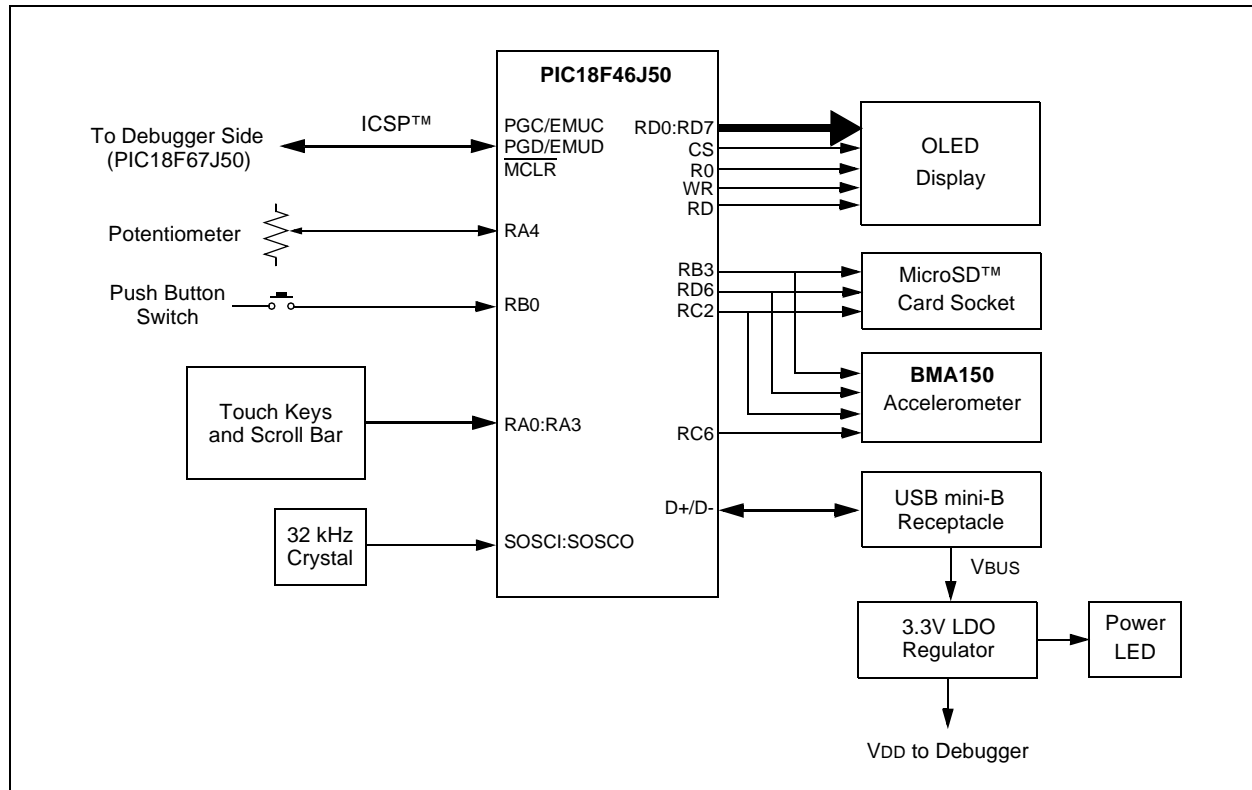 PIC18F46J50
To Debugger Side
(PIC18F67J50)
ICSP™
PGC/EMUC
PGD/EMUD
MCLR
Potentiometer
RA4
Push Button
Switch
RB0
Touch Keys
and Scroll Bar
RA0:RA3
32 kHz
Crystal
SOSCI:SOSCO
RD0:RD7
CS
R0
WR
RD
OLED
Display
RB3
RD6
RC2
MicroSD™
Card Socket
BMA150
Accelerometer
RC6
D+/D-
USB mini-B
Receptacle
VBUS
3.3V LDO
Regulator
Power
LED
VDD to Debugger